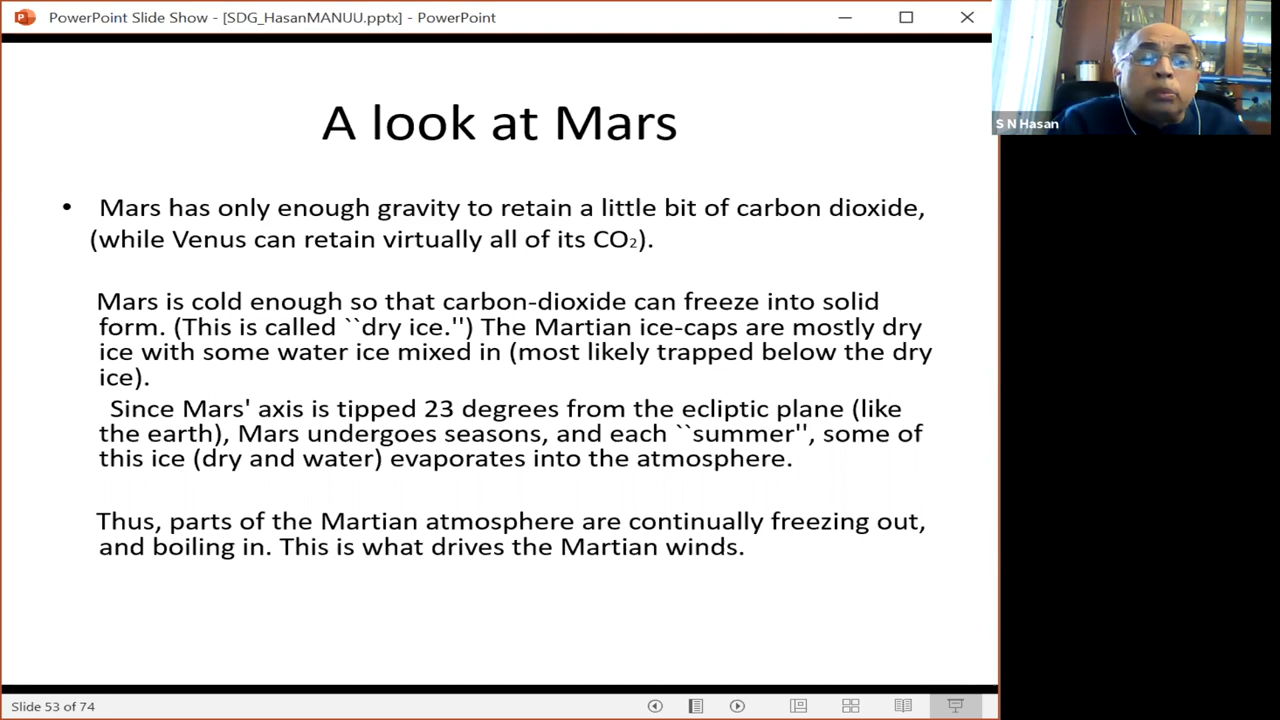 PowerPoint Slide Show - [SDG_HasanMANUU.pptx] - PowerPoint
S N Hasan
A look at Mars
• Mars has only enough gravity to retain a little bit of carbon dioxide,
(while Venus can retain virtually all of its CO₂).
Mars is cold enough so that carbon-dioxide can freeze into solid
form. (This is called ``dry ice.'') The Martian ice-caps are mostly dry
ice with some water ice mixed in (most likely trapped below the dry
ice).
Since Mars' axis is tipped 23 degrees from the ecliptic plane (like
the earth), Mars undergoes seasons, and each ``summer'', some of
this ice (dry and water) evaporates into the atmosphere.
Thus, parts of the Martian atmosphere are continually freezing out,
and boiling in. This is what drives the Martian winds.
Slide 53 of 74